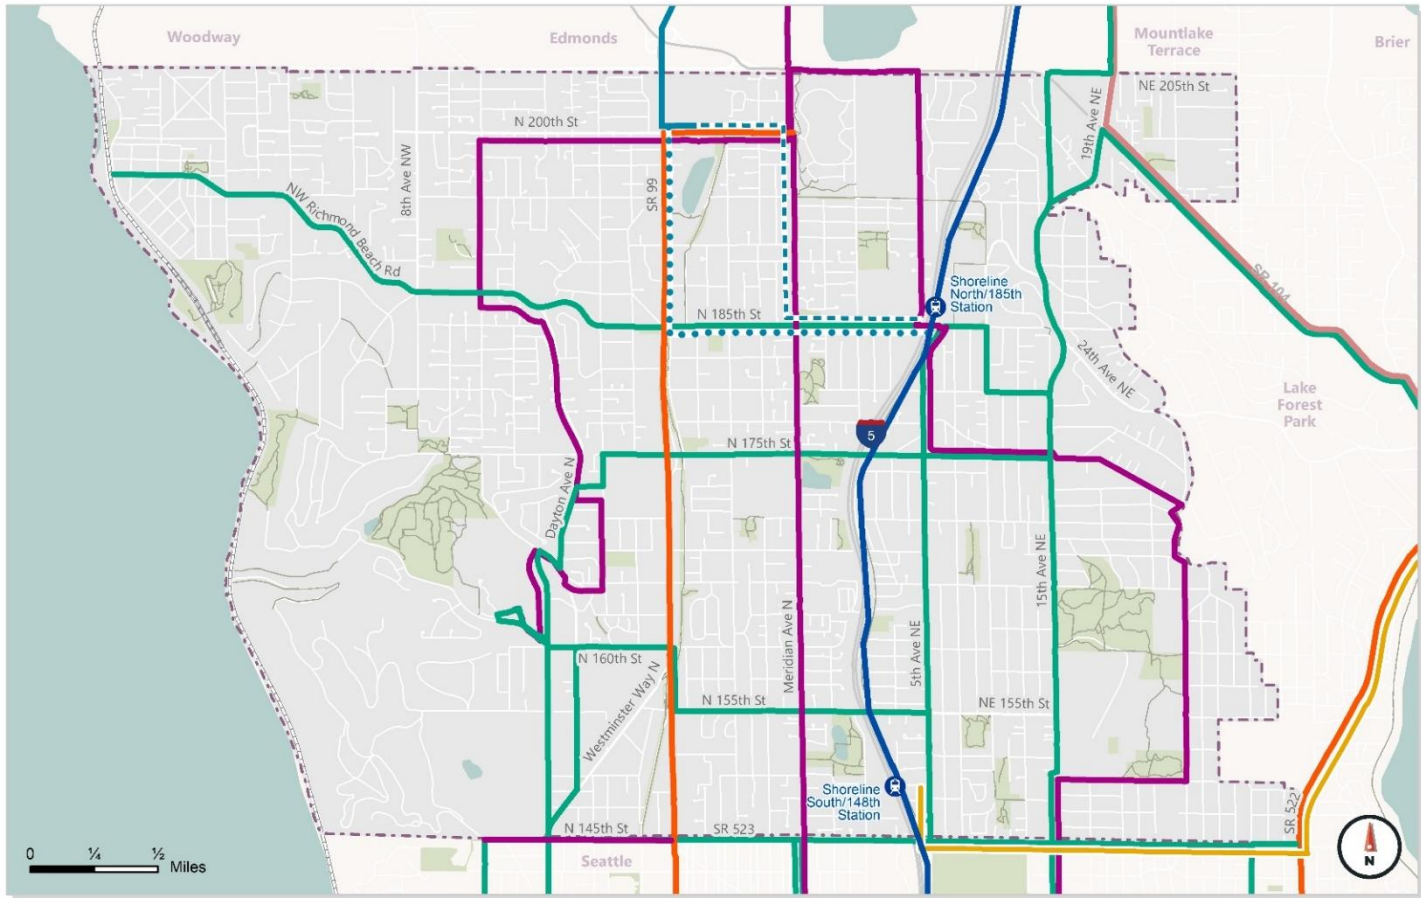 Woodway
Edmonds
Mountlake
Terrace
Brier
NE 205th St
N 200th St
19th Ave NE
8th Ave NW
SR 99
NW Richmond Beach Rd
SR 104
Shoreline
North/185th
Station
N 185th St
24th Ave NE
Lake
Forest
Park
5
N 175th St
Dayton Ave N
15th Ave NE
Meridian Ave N
5th Ave NE
N 160th St
Westminster Way N
N 155th St
NE 155th St
Shoreline
South/148th
Station
SR 522
N 145th St
SR 523
Seattle
0 ¼ ½ Miles
N